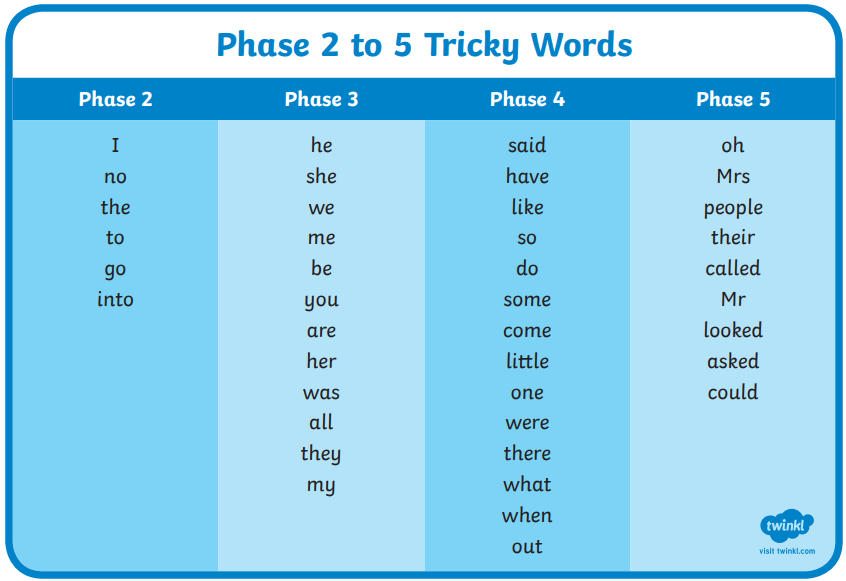 Phase 2 to 5 Tricky Words
Phase 2 Phase 3 Phase 4 Phase 5
I he said oh
no she have Mrs
the we like people
to me so their
go be do called
into you some Mr
are come looked
her little asked
was one could
all were
they there
my what
when
out
twinkl
visit twinkl.com